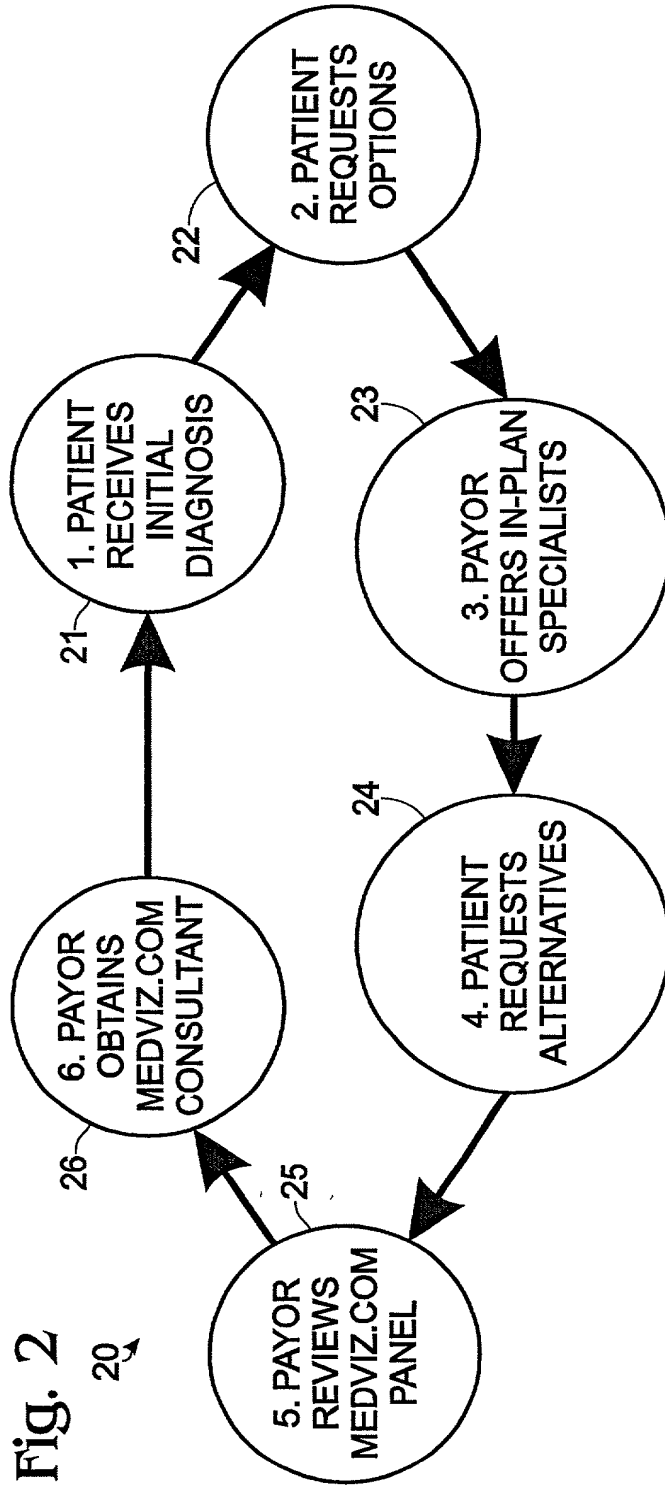 Fig. 2
20
21
1. PATIENT
RECEIVES
INITIAL
DIAGNOSIS
22
2. PATIENT
REQUESTS
OPTIONS
23
3. PAYOR
OFFERS IN-PLAN
SPECIALISTS
24
4. PATIENT
REQUESTS
ALTERNATIVES
25
5. PAYOR
REVIEWS
MEDVIZ.COM
PANEL
26
6. PAYOR
OBTAINS
MEDVIZ.COM
CONSULTANT